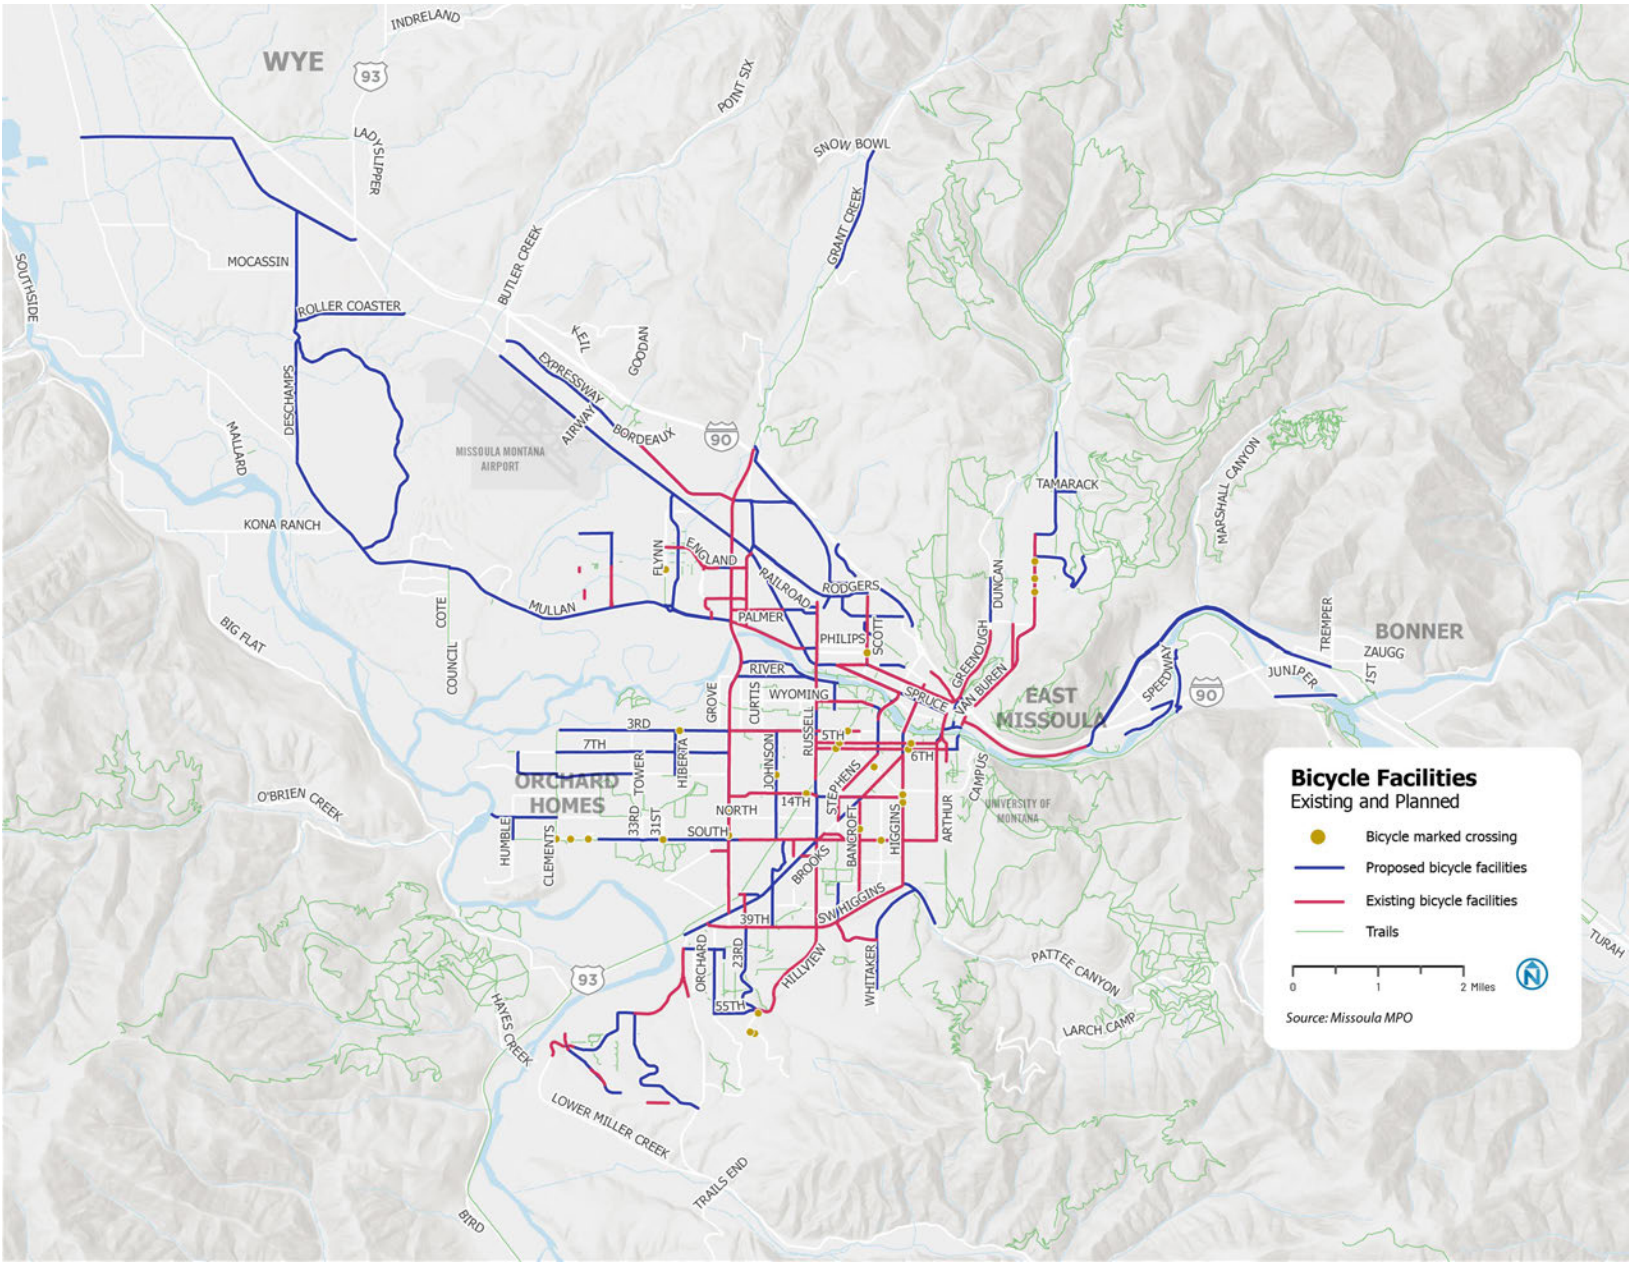 INDRELAND
WYE
93
POINT SIX
LADYSLIPPER
SNOW BOWL
GRANT CREEK
BUTLER CREEK
MOCASSIN
SOUTHSIDE
ROLLER COASTER
KEIL
GOODAN
EXPRESSWAY
DESCHAMPS
AIRWAY
BORDEAUX
90
MALLARD
MISSOULA MONTANA
AIRPORT
MARSHALL CANYON
TAMARACK
KONA RANCH
FLYNN
ENGLAND
RAILROAD
RODGERS
DUNCAN
COTE
MULLAN
PALMER
PHILIPS
SCOTT
BIG FLAT
GREENOUGH
TREMPER
BONNER
ZAUGG
COUNCIL
RIVER
SPEEDWAY
JUNIPER
1ST
90
GROVE
CURTIS
WYOMING
SPRUCE
VAN BUREN
EAST
MISSOULA
3RD
RUSSELL
5TH
7TH
6TH
TOWER
HIBERTA
JOHNSON
STEPHENS
CAMPUS
ORCHARD
HOMES
O'BRIEN CREEK
14TH
NORTH
ARTHUR
UNIVERSITY OF
MONTANA
HUMBLE
CLEMENTS
33RD
31ST
SOUTH
BROOKS
BANCROFT
HIGGINS
39TH
SW HIGGINS
ORCHARD
23RD
HILLVIEW
WHITAKER
PATTEE CANYON
TURAH
93
55TH
HAYES CREEK
LARCH CAMP
LOWER MILLER CREEK
TRAILS END
BIRD
Bicycle Facilities
Existing and Planned
Bicycle marked crossing
Proposed bicycle facilities
Existing bicycle facilities
Trails
0 1 2 Miles
N
Source: Missoula MPO